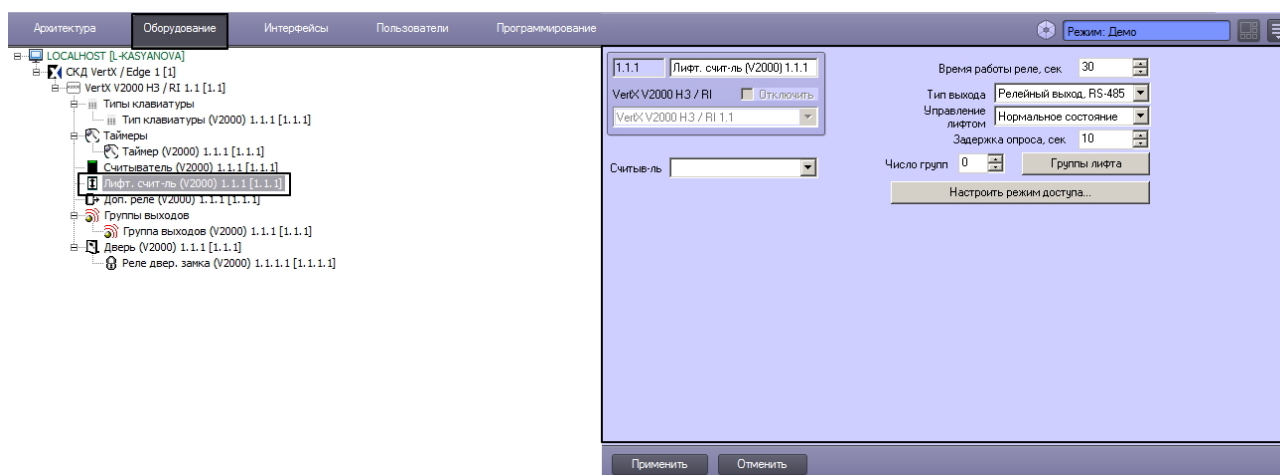 Архитектура Оборудование Интерфейсы Пользователи Программирование Режим: Демо
LOCALHOST [L-KASYANOVA]
СКД VertX / Edge 1 [1]
VertX V2000 H3 / RI 1.1 [1.1]
Типы клавиатуры
Тип клавиатуры (V2000) 1.1.1 [1.1.1]
Таймеры
Таймер (V2000) 1.1.1 [1.1.1]
Считыватель (V2000) 1.1.1 [1.1.1]
Лифт. счит-ль (V2000) 1.1.1 [1.1.1]
Доп. реле (V2000) 1.1.1 [1.1.1]
Группы выходов
Группа выходов (V2000) 1.1.1 [1.1.1]
Дверь (V2000) 1.1.1 [1.1.1]
Реле двер. замка (V2000) 1.1.1.1 [1.1.1.1]
1.1.1 Лифт. счит-ль (V2000) 1.1.1
VertX V2000 H3 / RI Отключить
VertX V2000 H3 / RI 1.1
Считыв-ль
Время работы реле, сек 30
Тип выхода Релейный выход, RS-485
Управление лифтом Нормальное состояние
Задержка опроса, сек 10
Число групп 0 Группы лифта
Настроить режим доступа...
Применить Отменить